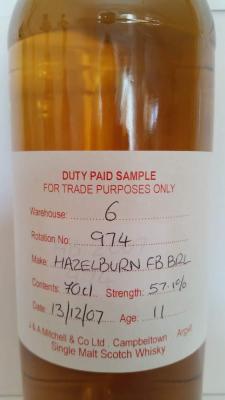 DUTY PAID SAMPLE
FOR TRADE PURPOSES ONLY
Warehouse: 6
Rotation No: 974
Make: HAZELBURN FB BRL
Contents: 70cl Strength: 57.1%
Date: 13/12/07 Age: 11
J & A Mitchell & Co Ltd . Campbeltown Argyll
Single Malt Scotch Whisky